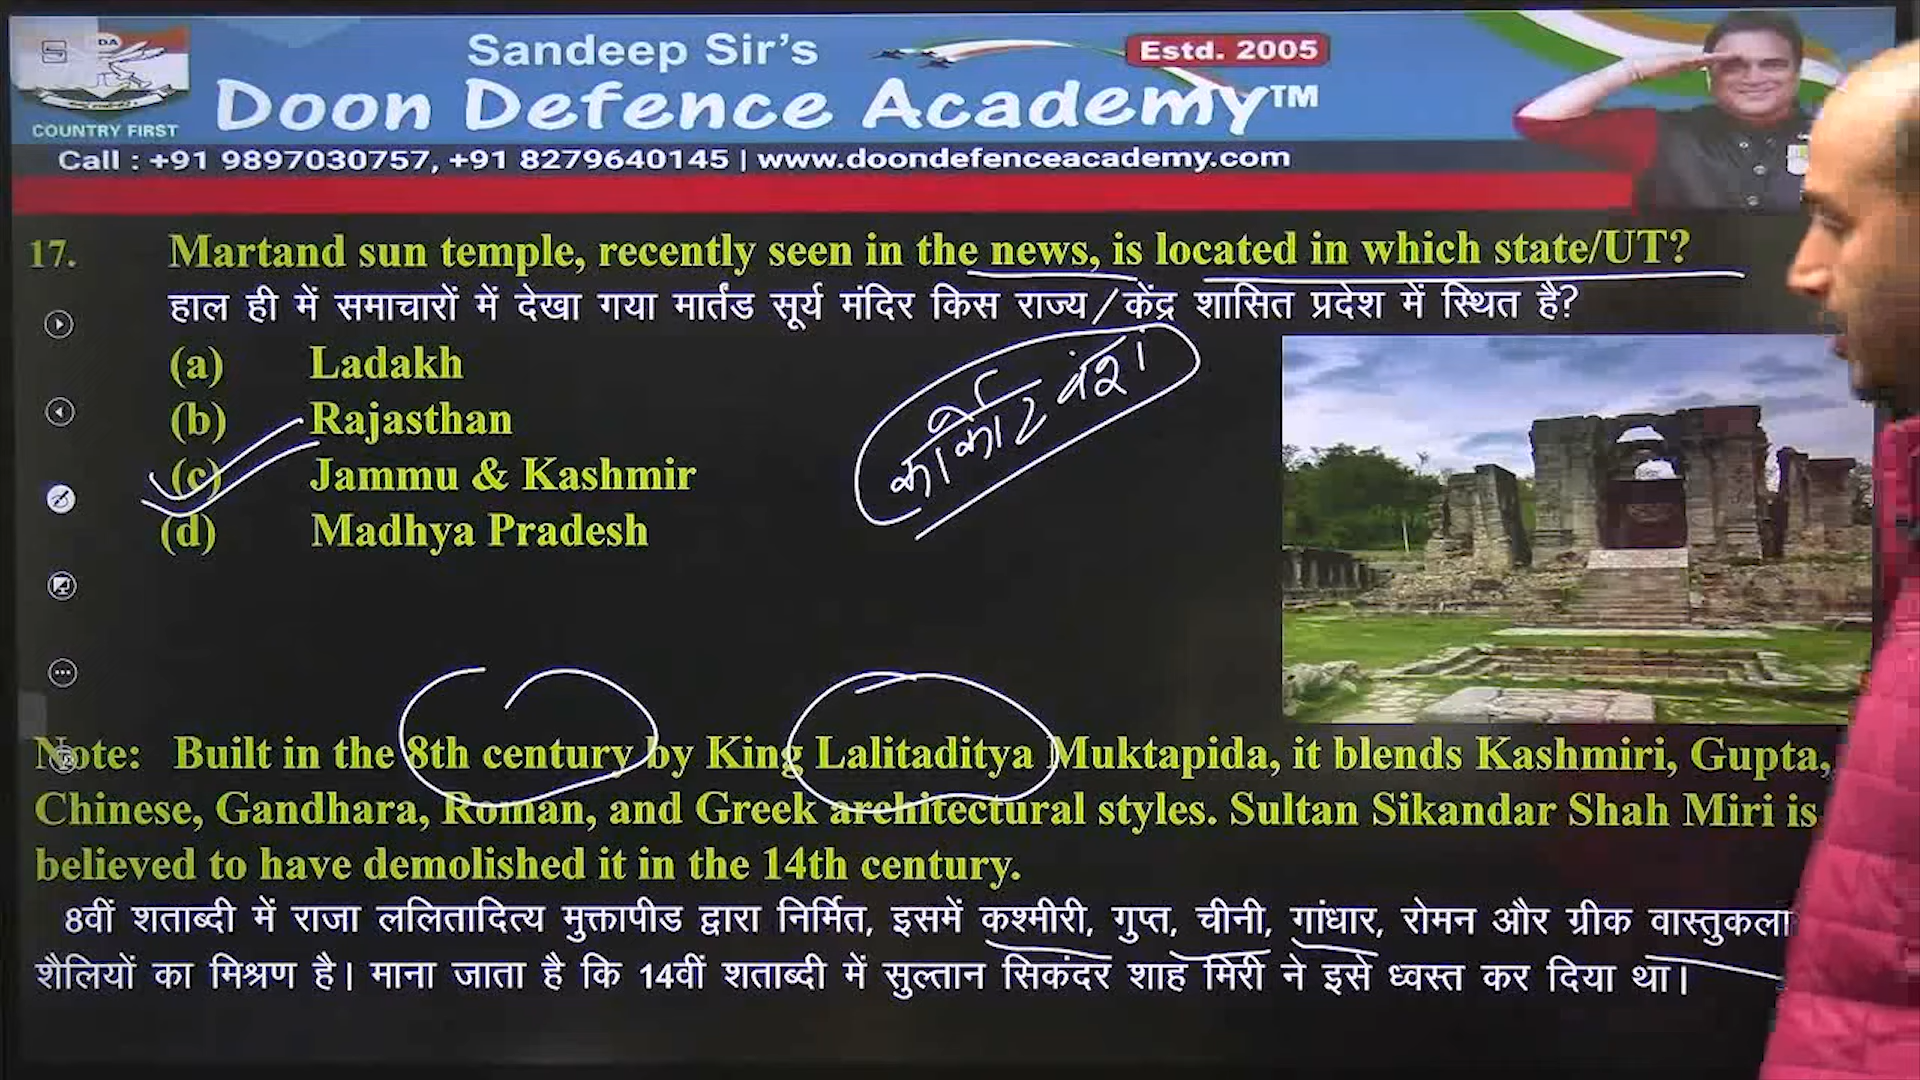 Sandeep Sir's
Estd. 2005
Doon Defence Academy™
COUNTRY FIRST
Call : +91 9897030757, +91 8279640145 | www.doondefenceacademy.com
17. Martand sun temple, recently seen in the news, is located in which state/UT?
हाल ही में समाचारों में देखा गया मार्तंड सूर्य मंदिर किस राज्य / केंद्र शासित प्रदेश में स्थित है?
(a) Ladakh
(b) Rajasthan
(c) Jammu & Kashmir
(d) Madhya Pradesh
वंश
Note: Built in the 8th century by King Lalitaditya Muktapida, it blends Kashmiri, Gupta,
Chinese, Gandhara, Roman, and Greek architectural styles. Sultan Sikandar Shah Miri is
believed to have demolished it in the 14th century.
8वीं शताब्दी में राजा ललितादित्य मुक्तापीड द्वारा निर्मित, इसमें कश्मीरी, गुप्त, चीनी, गांधार, रोमन और ग्रीक वास्तुकला
शैलियों का मिश्रण है। माना जाता है कि 14वीं शताब्दी में सुल्तान सिकंदर शाह मिरी ने इसे ध्वस्त कर दिया था।